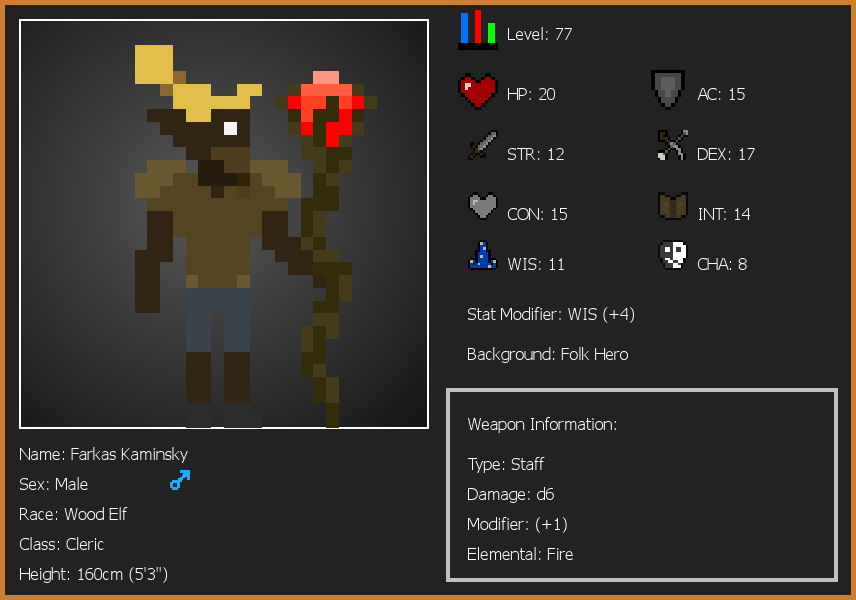 Level: 77
HP: 20
AC: 15
STR: 12
DEX: 17
CON: 15
INT: 14
WIS: 11
CHA: 8
Stat Modifier: WIS (+4)
Background: Folk Hero
Weapon Information:
Type: Staff
Damage: d6
Modifier: (+1)
Elemental: Fire
Name: Farkas Kaminsky
Sex: Male
Race: Wood Elf
Class: Cleric
Height: 160cm (5'3")